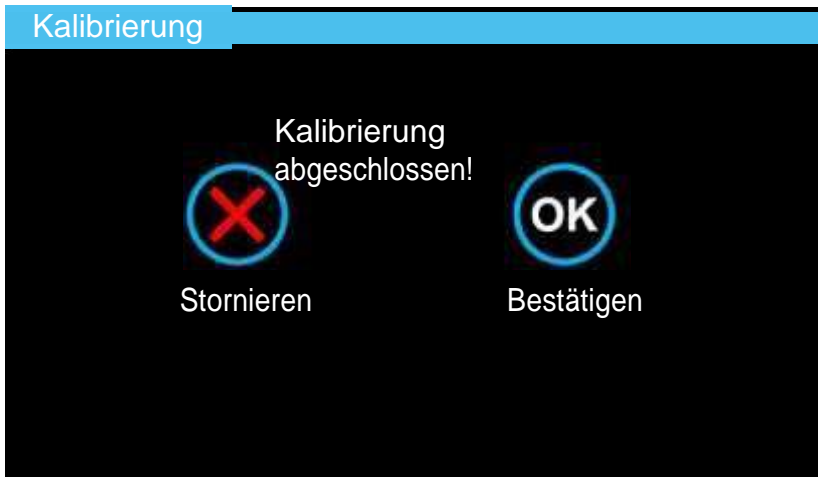 Kalibrierung
Kalibrierung
abgeschlossen!
OK
Stornieren
Bestätigen